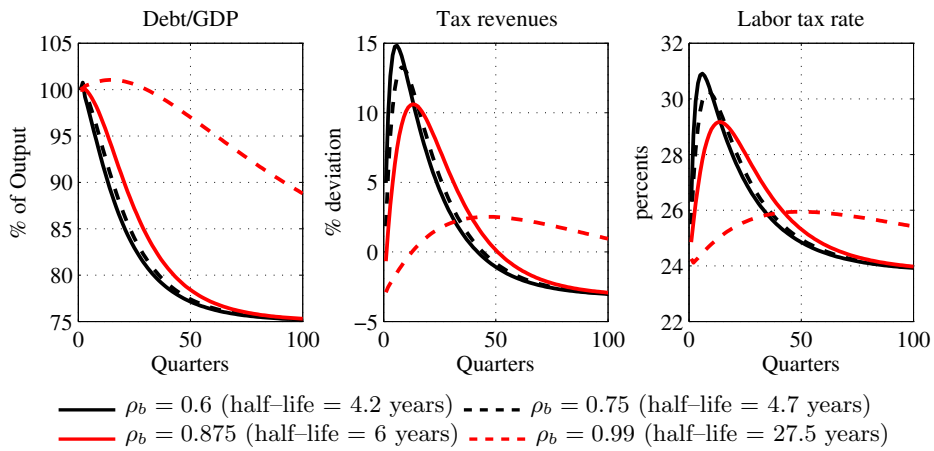 Debt/GDP
Tax revenues
Labor tax rate
% of Output
105
100
95
90
85
80
75
0
50
100
Quarters
% deviation
15
10
5
0
−5
0
50
100
Quarters
percents
32
30
28
26
24
22
0
50
100
Quarters
ρb = 0.6 (half–life = 4.2 years)
ρb = 0.75 (half–life = 4.7 years)
ρb = 0.875 (half–life = 6 years)
ρb = 0.99 (half–life = 27.5 years)